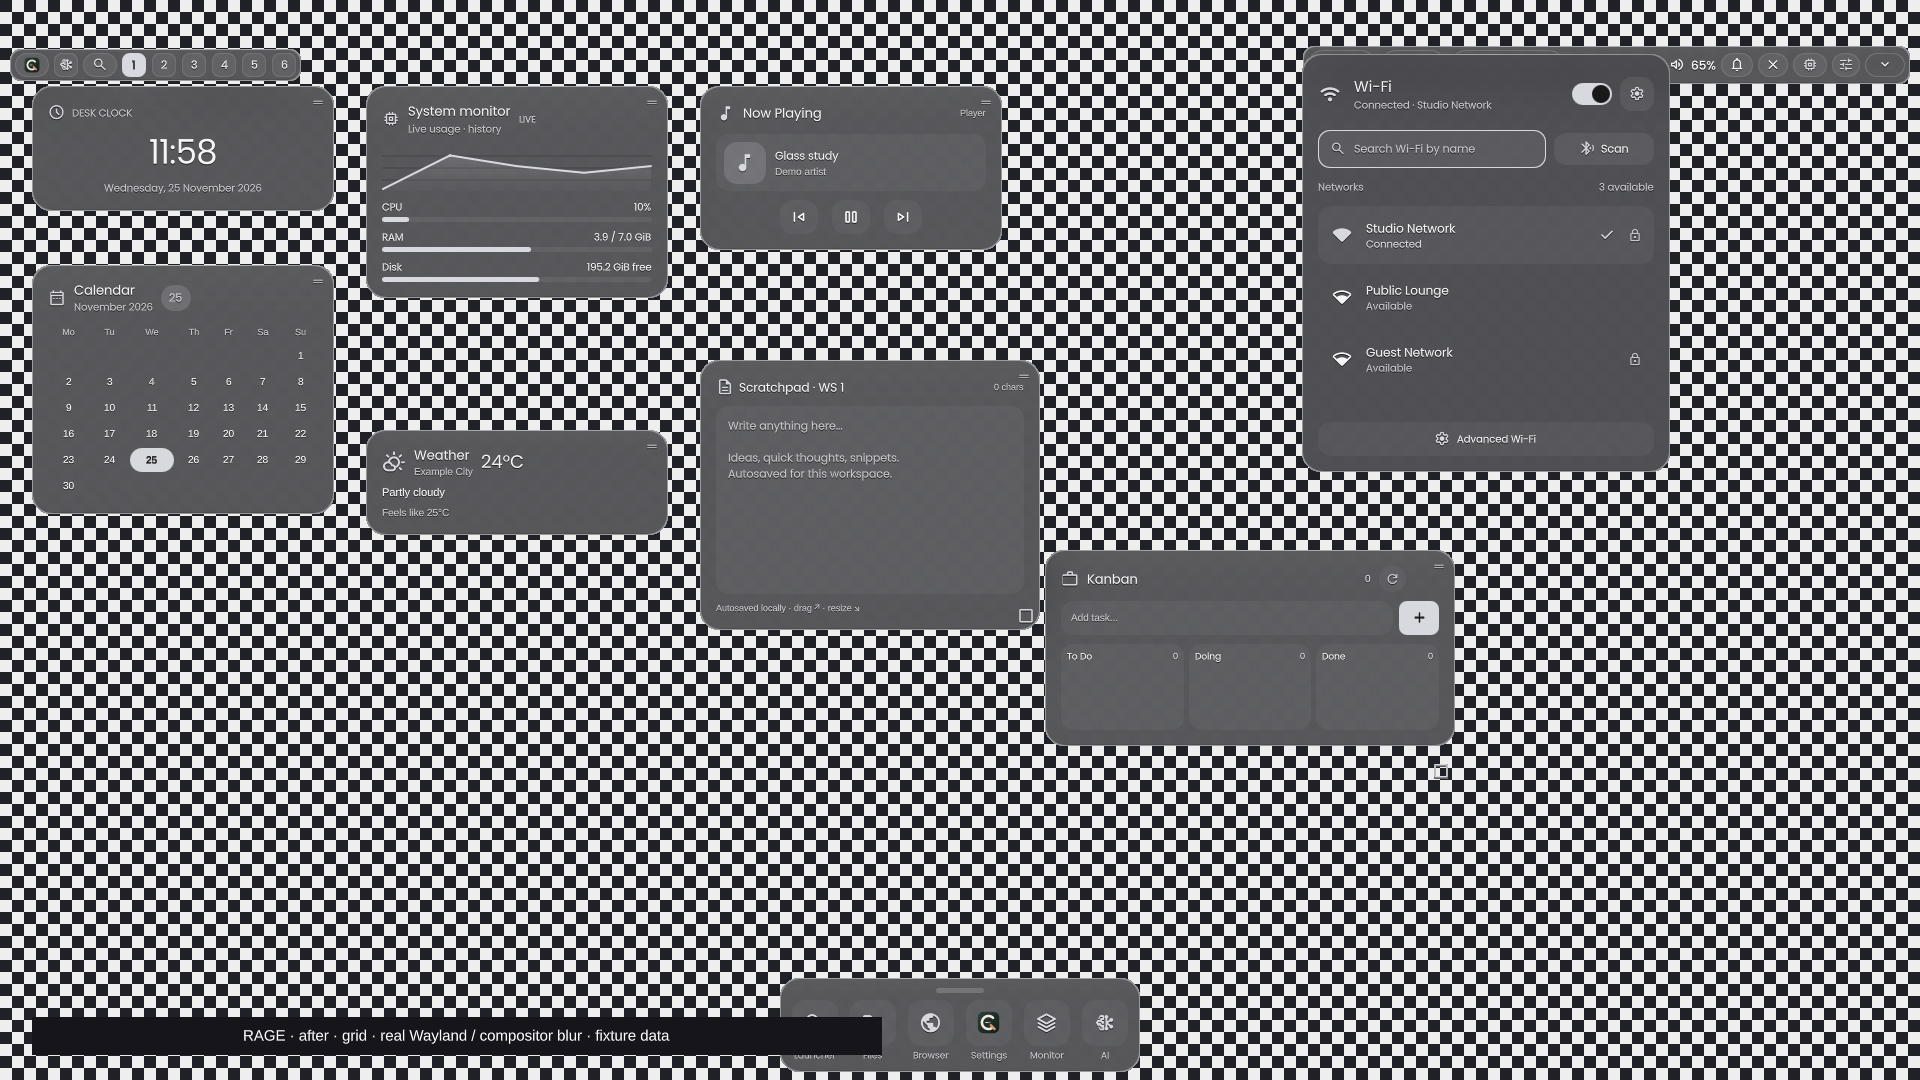 1 2 3 4 5 6
65%
DESK CLOCK
11:58
Wednesday, 25 November 2026
System monitor LIVE
Live usage · history
CPU 10%
RAM 3.9 / 7.0 GiB
Disk 195.2 GiB free
Now Playing Player
Glass study
Demo artist
Wi-Fi
Connected · Studio Network
Search Wi-Fi by name Scan
Networks 3 available
Studio Network
Connected
Public Lounge
Available
Guest Network
Available
Advanced Wi-Fi
Calendar
November 2026 25
Mo Tu We Th Fr Sa Su
1
2 3 4 5 6 7 8
9 10 11 12 13 14 15
16 17 18 19 20 21 22
23 24 25 26 27 28 29
30
Weather
Example City 24°C
Partly cloudy
Feels like 25°C
Scratchpad · WS 1 0 chars
Write anything here...
Ideas, quick thoughts, snippets.
Autosaved for this workspace.
Autosaved locally · drag ↗ · resize ↘
Kanban 0
Add task... +
To Do 0 Doing 0 Done 0
RAGE · after · grid · real Wayland / compositor blur · fixture data
Launcher Files Browser Settings Monitor AI